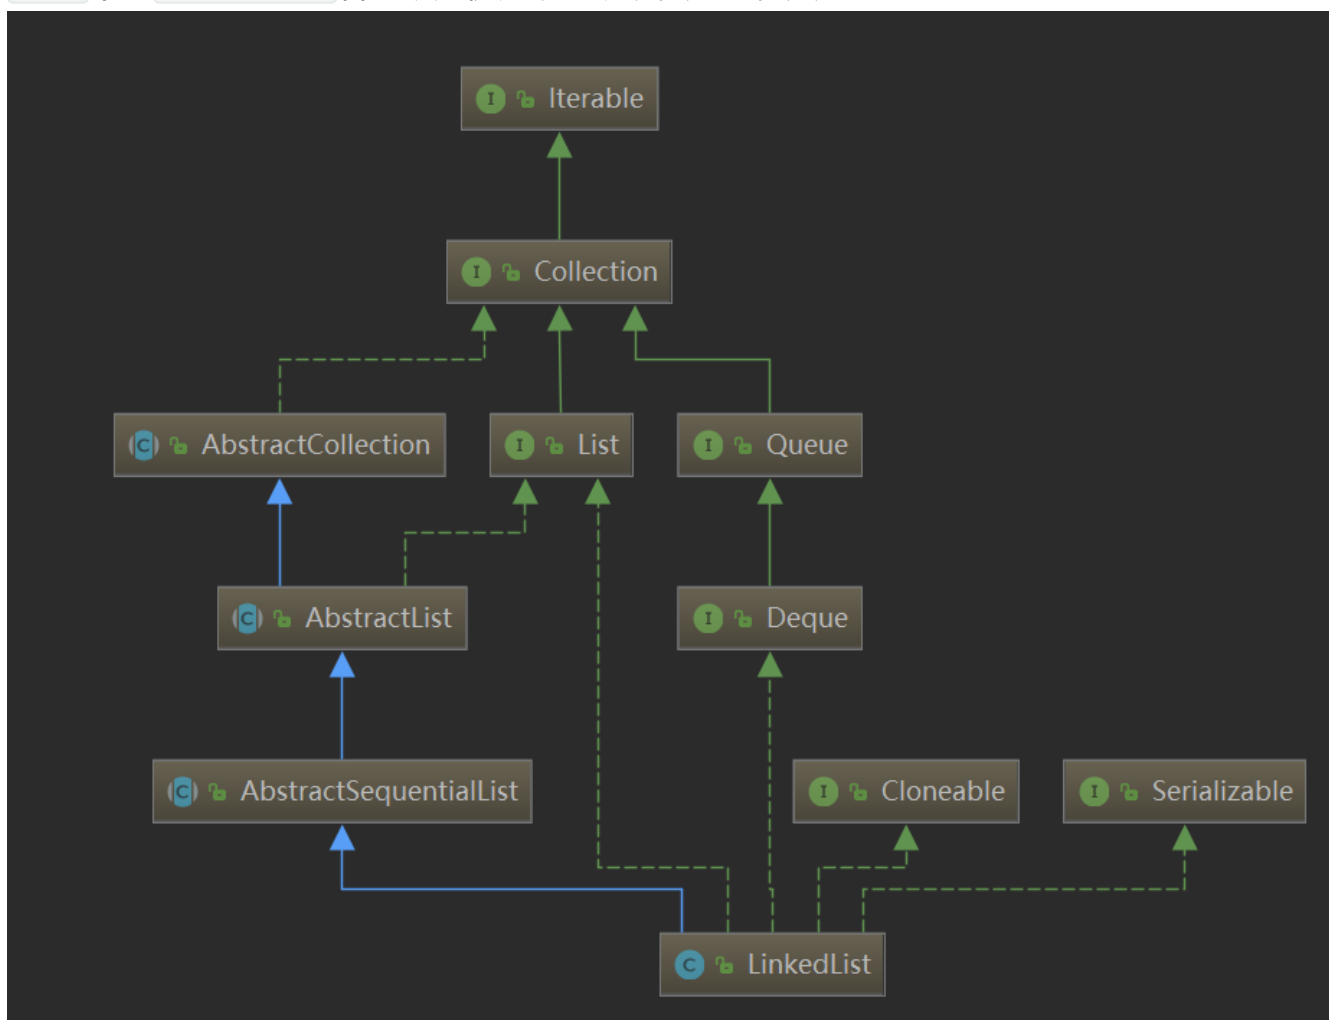 I Iterable
I Collection
C AbstractCollection
I List
I Queue
C AbstractList
I Deque
C AbstractSequentialList
I Cloneable
I Serializable
C LinkedList